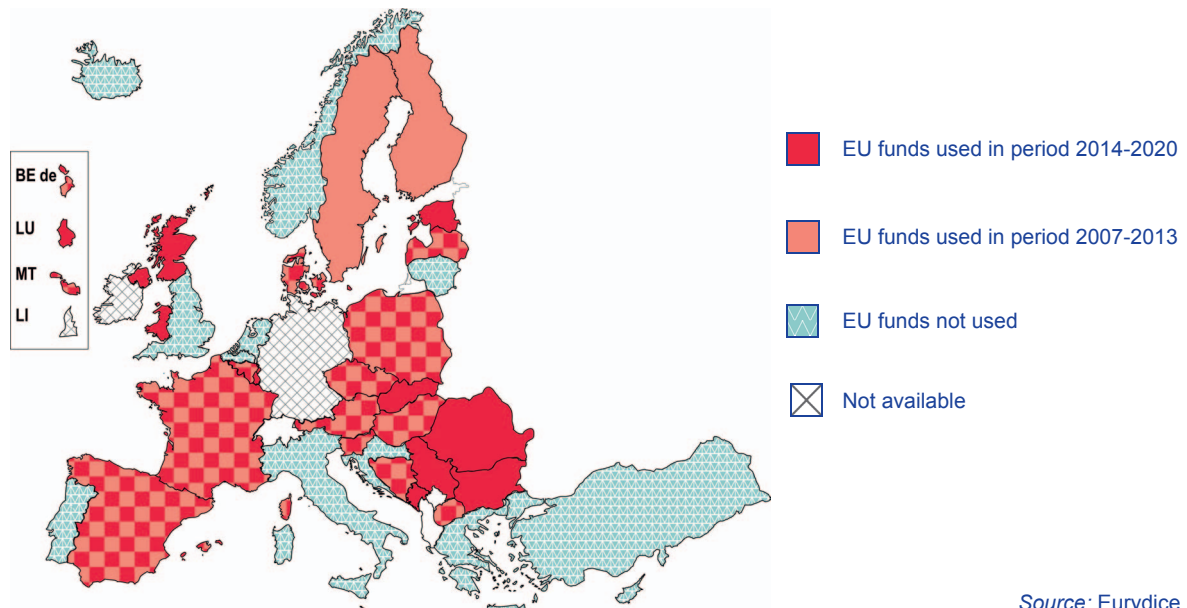 BE de
LU
MT
LI
EU funds used in period 2014-2020
EU funds used in period 2007-2013
EU funds not used
Not available
Source: Eurydice